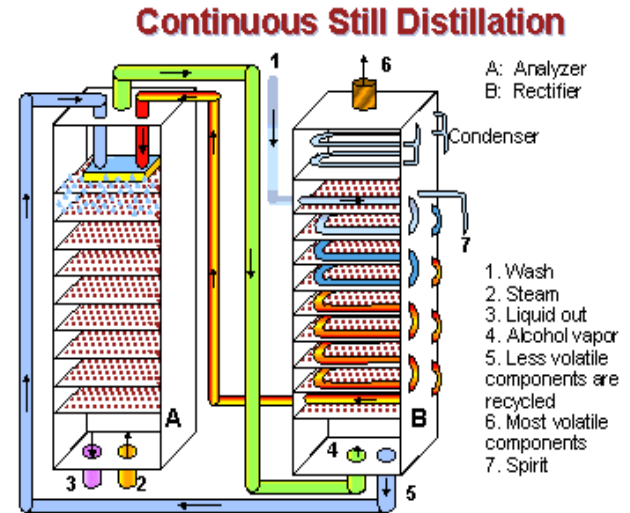 Continuous Still Distillation
1
6
A: Analyzer
B: Rectifier
Condenser
7
1. Wash
2. Steam
3. Liquid out
4. Alcohol vapor
5. Less volatile
components are
recycled
6. Most volatile
components
7. Spirit
A
B
4
3
2
5